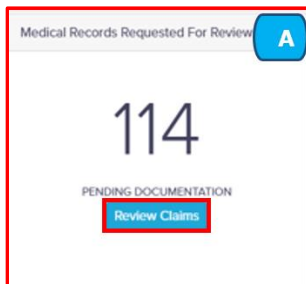 Medical Records Requested For Review
A
114
PENDING DOCUMENTATION
Review Claims